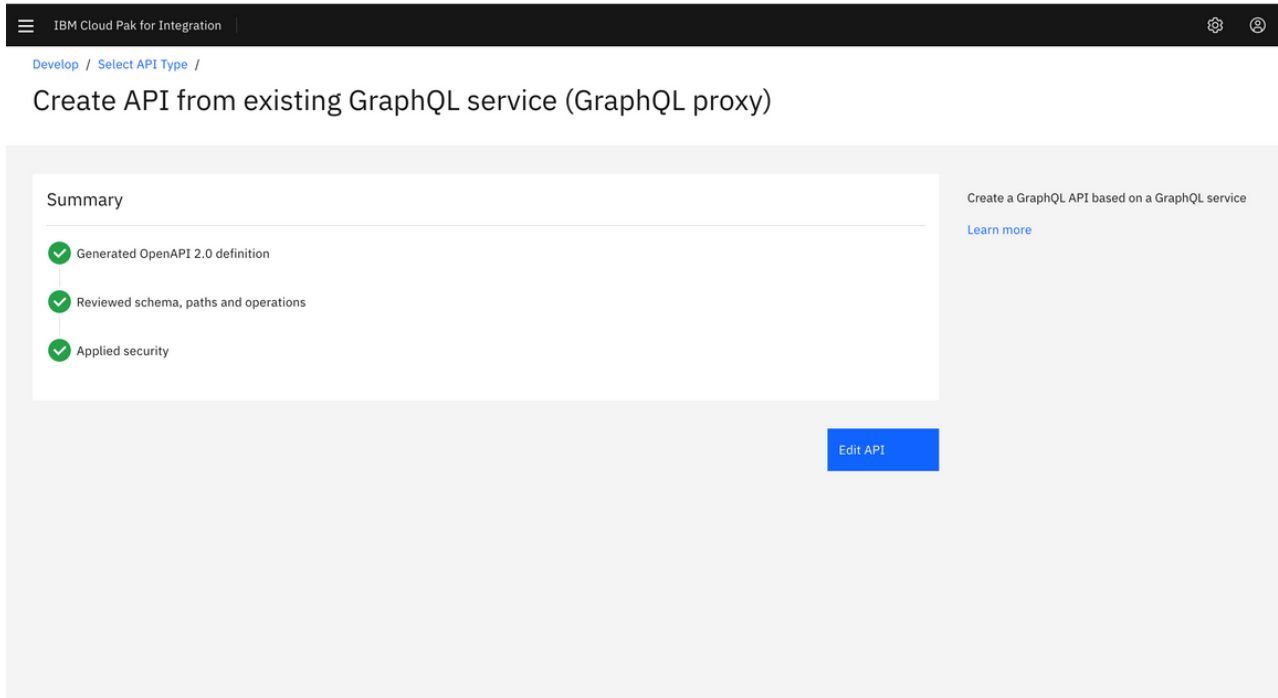 IBM Cloud Pak for Integration
Develop / Select API Type /
Create API from existing GraphQL service (GraphQL proxy)
Summary
Generated OpenAPI 2.0 definition
Reviewed schema, paths and operations
Applied security
Edit API
Create a GraphQL API based on a GraphQL service
Learn more